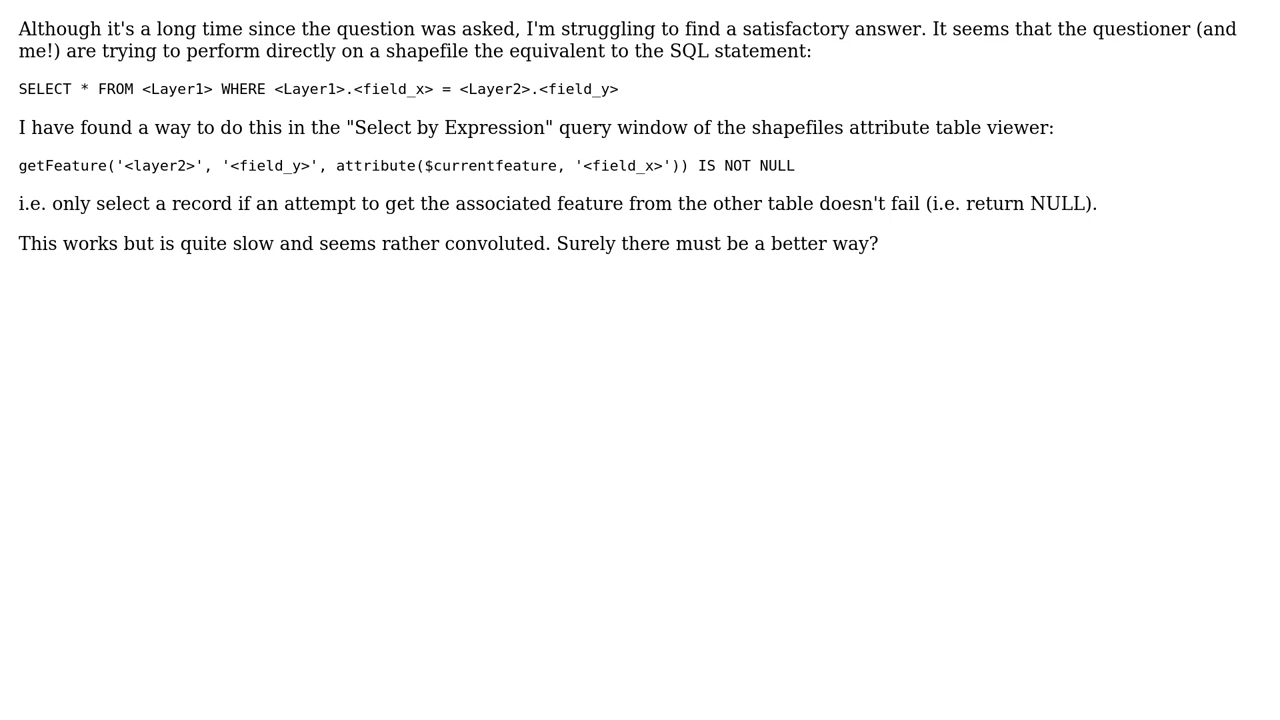 Although it's a long time since the question was asked, I'm struggling to find a satisfactory answer. It seems that the questioner (and
me!) are trying to perform directly on a shapefile the equivalent to the SQL statement:
SELECT * FROM <Layer1> WHERE <Layer1>.<field_x> = <Layer2>.<field_y>
I have found a way to do this in the "Select by Expression" query window of the shapefiles attribute table viewer:
getFeature('<layer2>', '<field_y>', attribute($currentfeature, '<field_x>')) IS NOT NULL
i.e. only select a record if an attempt to get the associated feature from the other table doesn't fail (i.e. return NULL).
This works but is quite slow and seems rather convoluted. Surely there must be a better way?